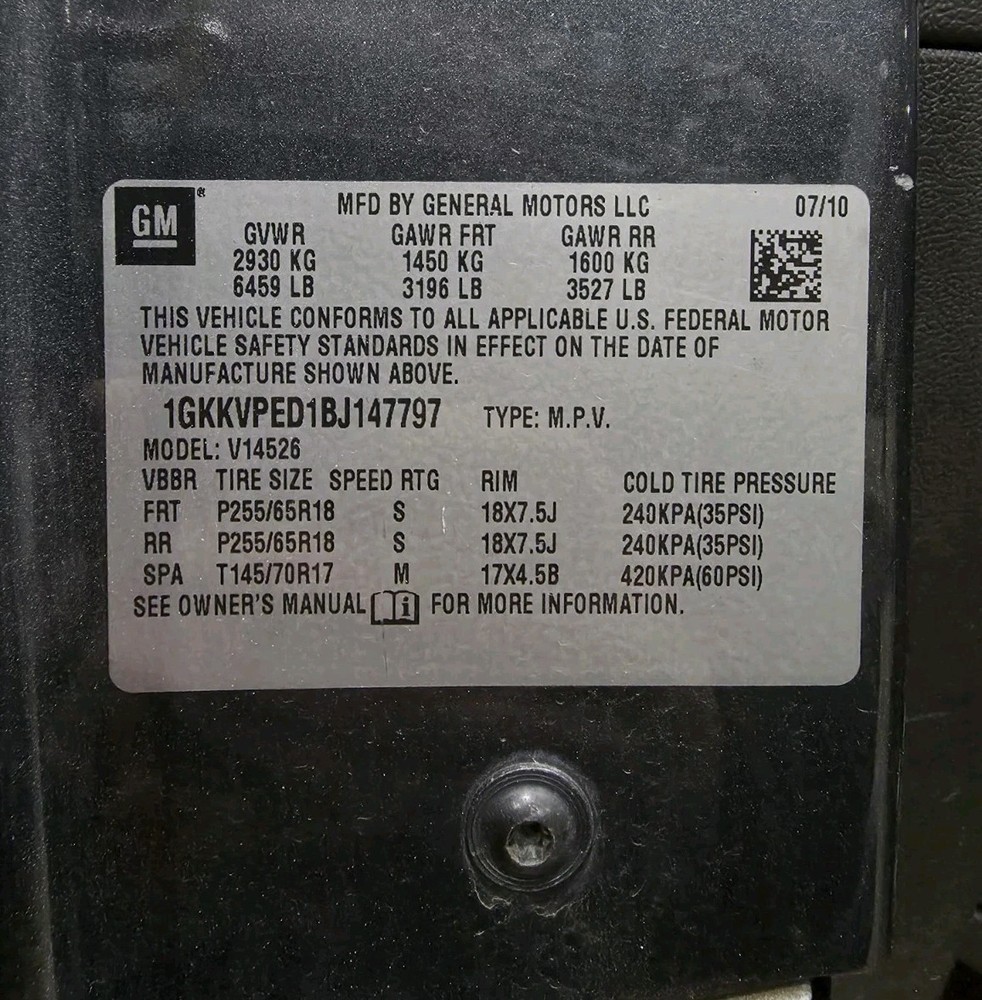 GM ® MFD BY GENERAL MOTORS LLC 07/10
GVWR GAWR FRT GAWR RR
2930 KG 1450 KG 1600 KG
6459 LB 3196 LB 3527 LB
THIS VEHICLE CONFORMS TO ALL APPLICABLE U.S. FEDERAL MOTOR
VEHICLE SAFETY STANDARDS IN EFFECT ON THE DATE OF
MANUFACTURE SHOWN ABOVE.
1GKKVPED1BJ147797 TYPE: M.P.V.
MODEL: V14526
VBBR TIRE SIZE SPEED RTG RIM COLD TIRE PRESSURE
FRT P255/65R18 S 18X7.5J 240KPA(35PSI)
RR P255/65R18 S 18X7.5J 240KPA(35PSI)
SPA T145/70R17 M 17X4.5B 420KPA(60PSI)
SEE OWNER'S MANUAL i FOR MORE INFORMATION.